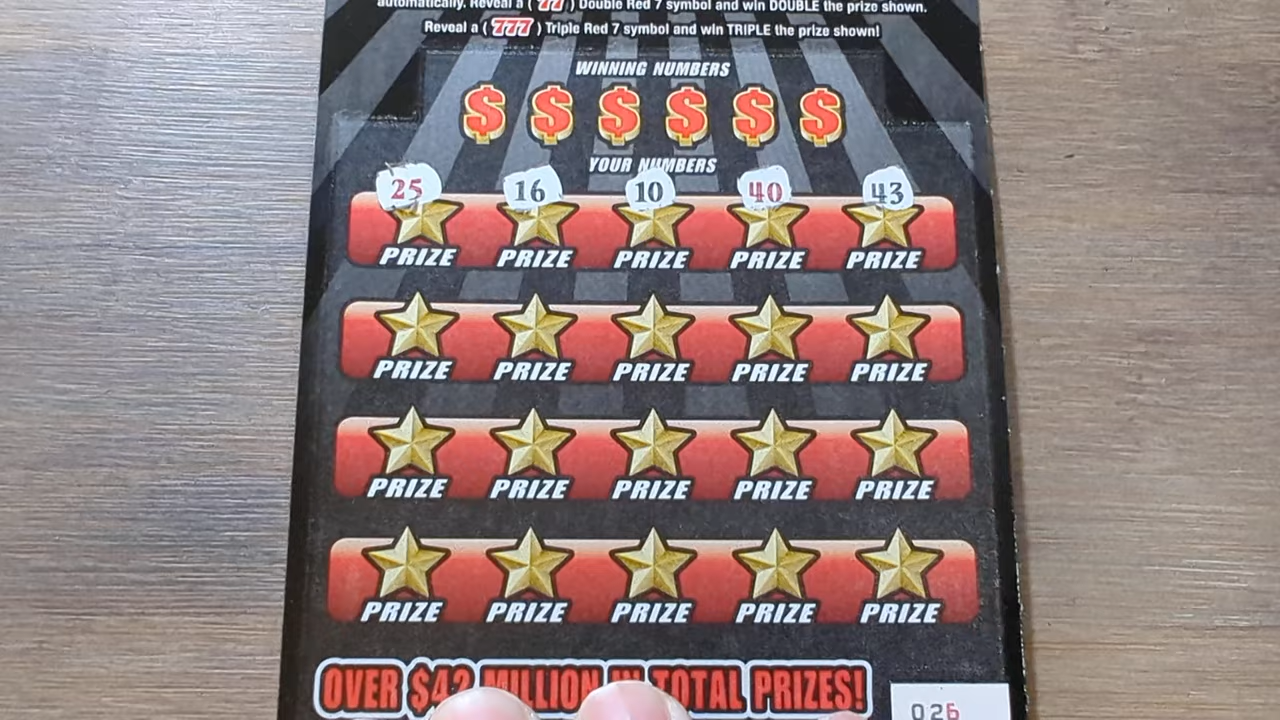 automatically. Reveal a ( 77 ) Double Red 7 symbol and win DOUBLE the prize shown.
Reveal a ( 777 ) Triple Red 7 symbol and win TRIPLE the prize shown!
WINNING NUMBERS
$ $ $ $ $ $
YOUR NUMBERS
25 16 10 40 43
PRIZE PRIZE PRIZE PRIZE PRIZE
PRIZE PRIZE PRIZE PRIZE PRIZE
PRIZE PRIZE PRIZE PRIZE PRIZE
PRIZE PRIZE PRIZE PRIZE PRIZE
OVER $42 MILLION IN TOTAL PRIZES!
026